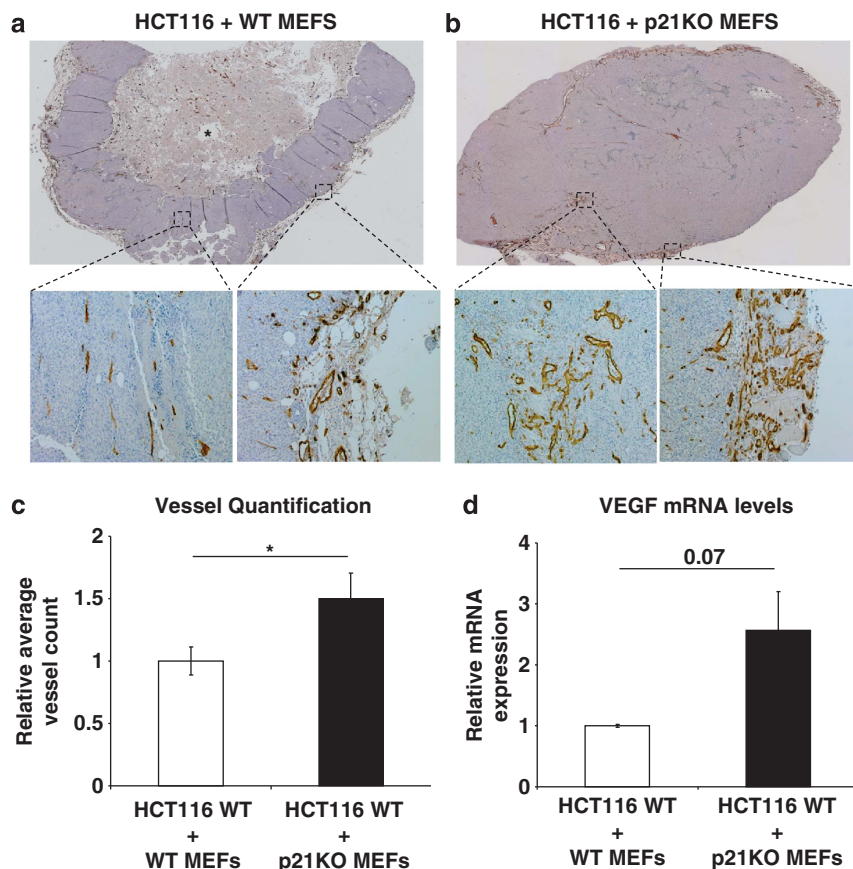 a
HCT116 + WT MEFS
*
b
HCT116 + p21KO MEFS
c
Vessel Quantification
Relative average
vessel count
2
1.5
1
0.5
0
*
HCT116 WT
+
WT MEFs
HCT116 WT
+
p21KO MEFs
d
VEGF mRNA levels
Relative mRNA
expression
4
3
2
1
0
0.07
HCT116 WT
+
WT MEFs
HCT116 WT
+
p21KO MEFs